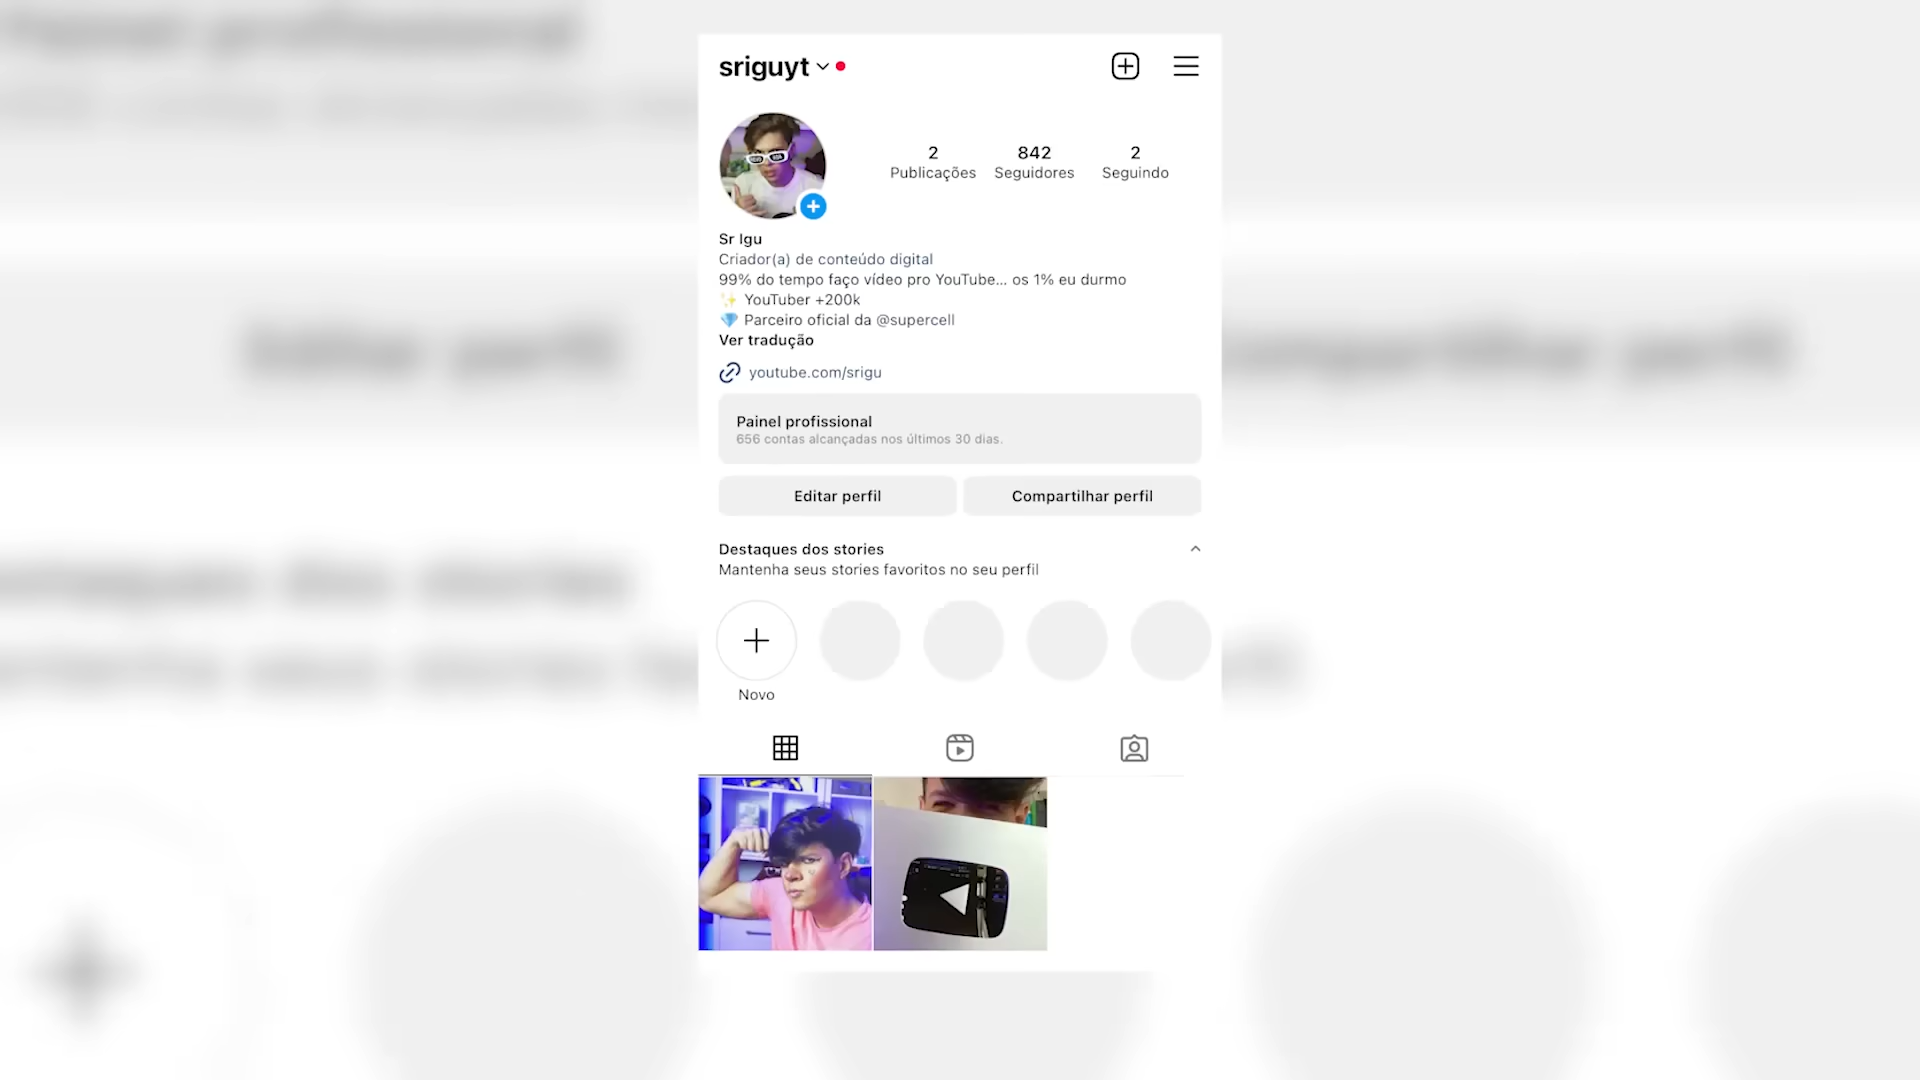 sriguyt
2
Publicações
842
Seguidores
2
Seguindo
Sr Igu
Criador(a) de conteúdo digital
99% do tempo faço vídeo pro YouTube... os 1% eu durmo
✨ YouTuber +200k
💎 Parceiro oficial da @supercell
Ver tradução
youtube.com/srigu
Painel profissional
656 contas alcançadas nos últimos 30 dias.
Editar perfil
Compartilhar perfil
Destaques dos stories
Mantenha seus stories favoritos no seu perfil
Novo